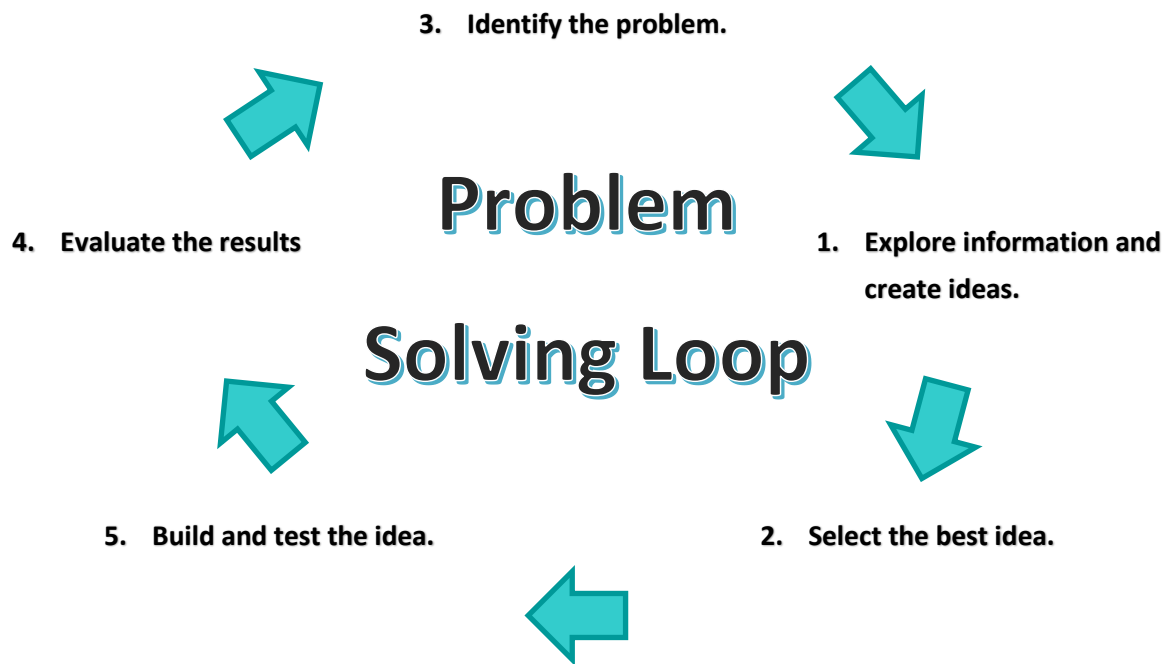 3. Identify the problem.
Problem
4. Evaluate the results
1. Explore information and
create ideas.
Solving Loop
5. Build and test the idea.
2. Select the best idea.